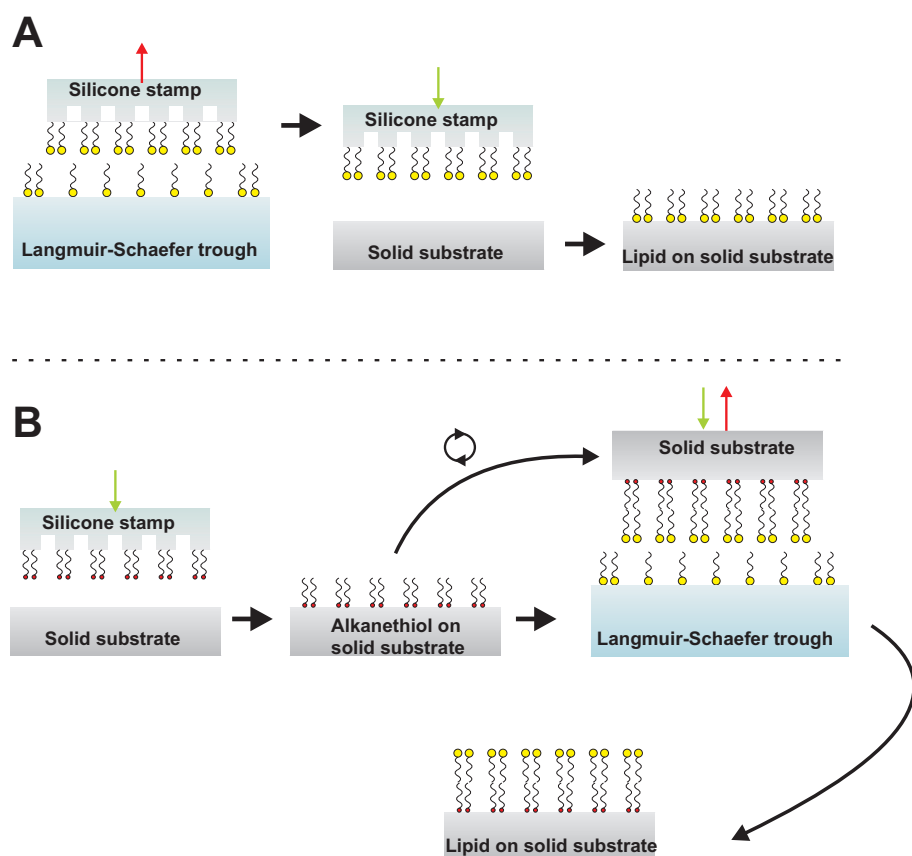 A
Silicone stamp
Silicone stamp
Langmuir-Schaefer trough
Solid substrate
Lipid on solid substrate
B
Solid substrate
Silicone stamp
Solid substrate
Alkanethiol on
solid substrate
Langmuir-Schaefer trough
Lipid on solid substrate